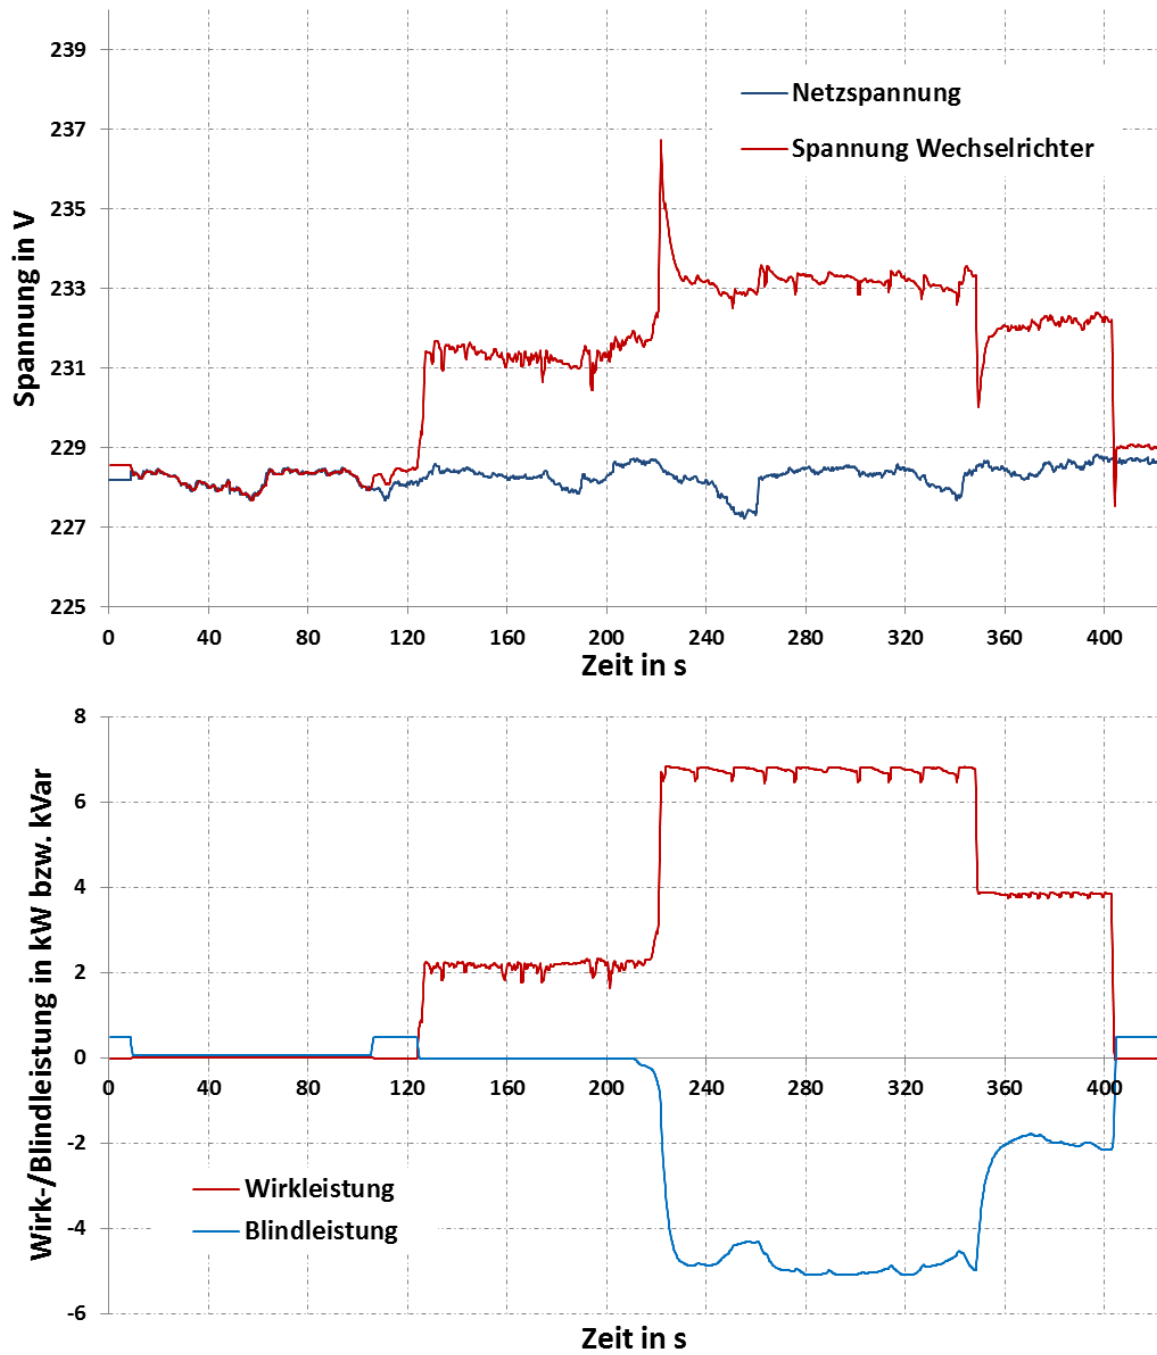 239
237
235
233
231
229
227
225
Spannung in V
Netzspannung
Spannung Wechselrichter
0 40 80 120 160 200 240 280 320 360 400
Zeit in s
8
6
4
2
0
-2
-4
-6
Wirk-/Blindleistung in kW bzw. kVar
0 40 80 120 160 200 240 280 320 360 400
Wirkleistung
Blindleistung
Zeit in s